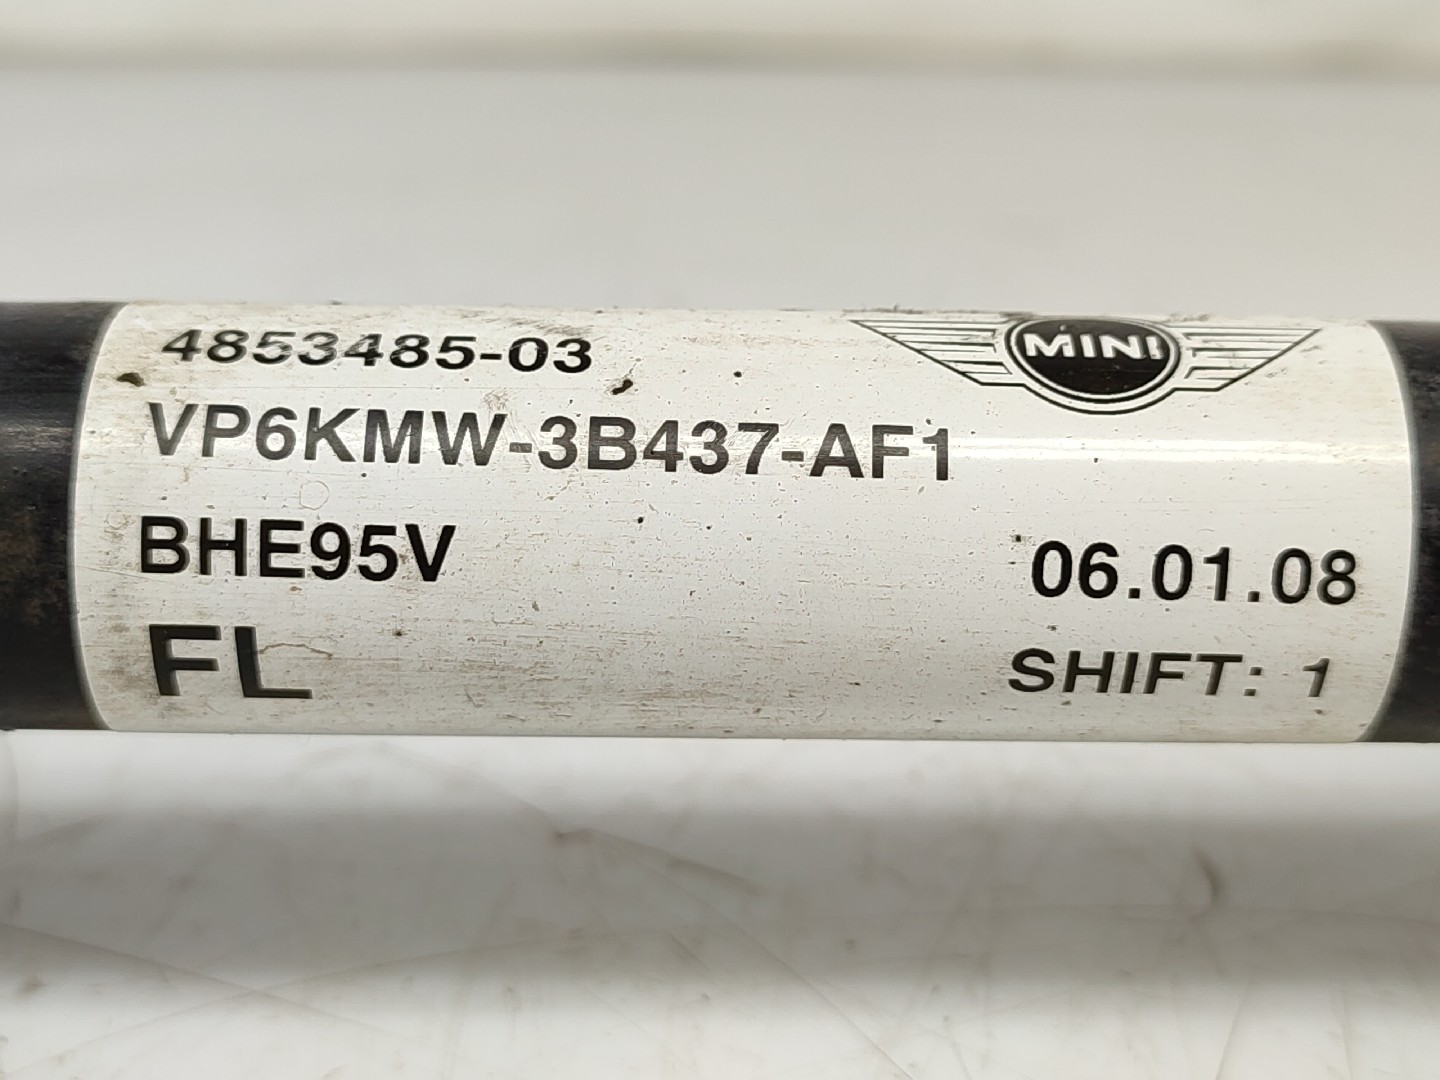 4853485-03
MINI
VP6KMW-3B437-AF1
BHE95V
06.01.08
FL
SHIFT: 1